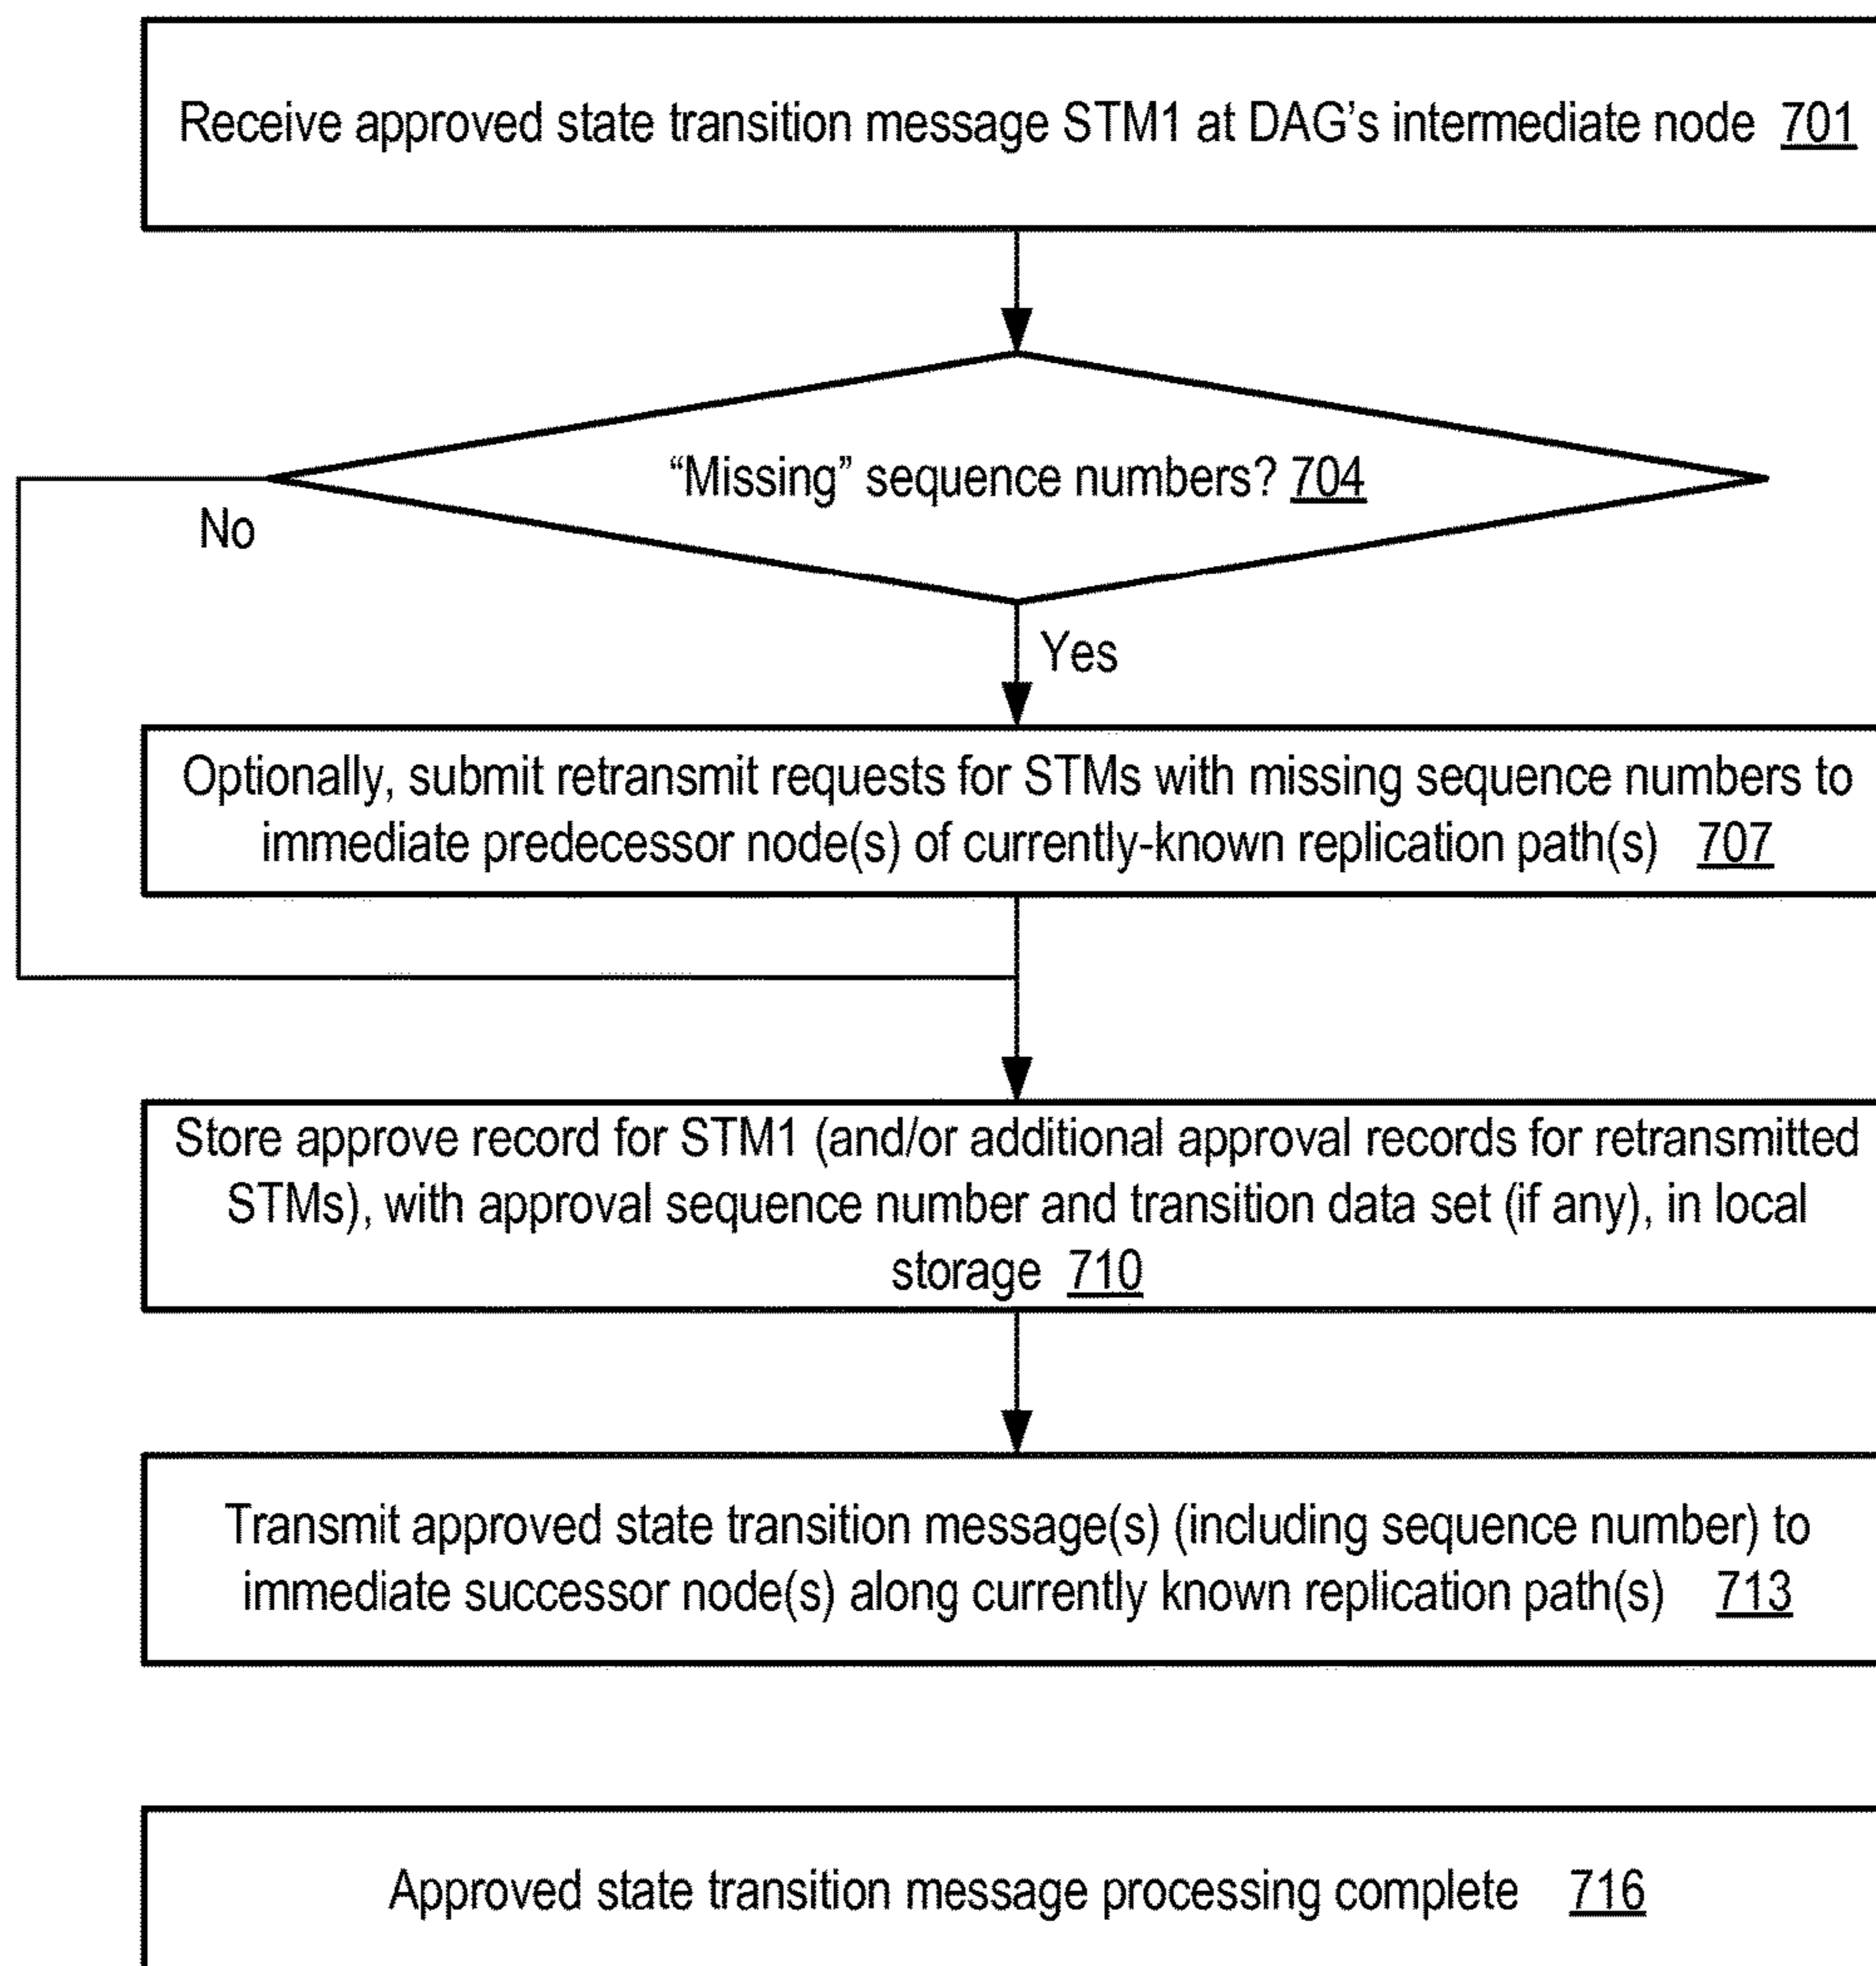 Receive approved state transition message STM1 at DAG’s intermediate node 701
“Missing” sequence numbers? 704
No
Yes
Optionally, submit retransmit requests for STMs with missing sequence numbers to
immediate predecessor node(s) of currently-known replication path(s) 707
Store approve record for STM1 (and/or additional approval records for retransmitted
STMs), with approval sequence number and transition data set (if any), in local
storage 710
Transmit approved state transition message(s) (including sequence number) to
immediate successor node(s) along currently known replication path(s) 713
Approved state transition message processing complete 716